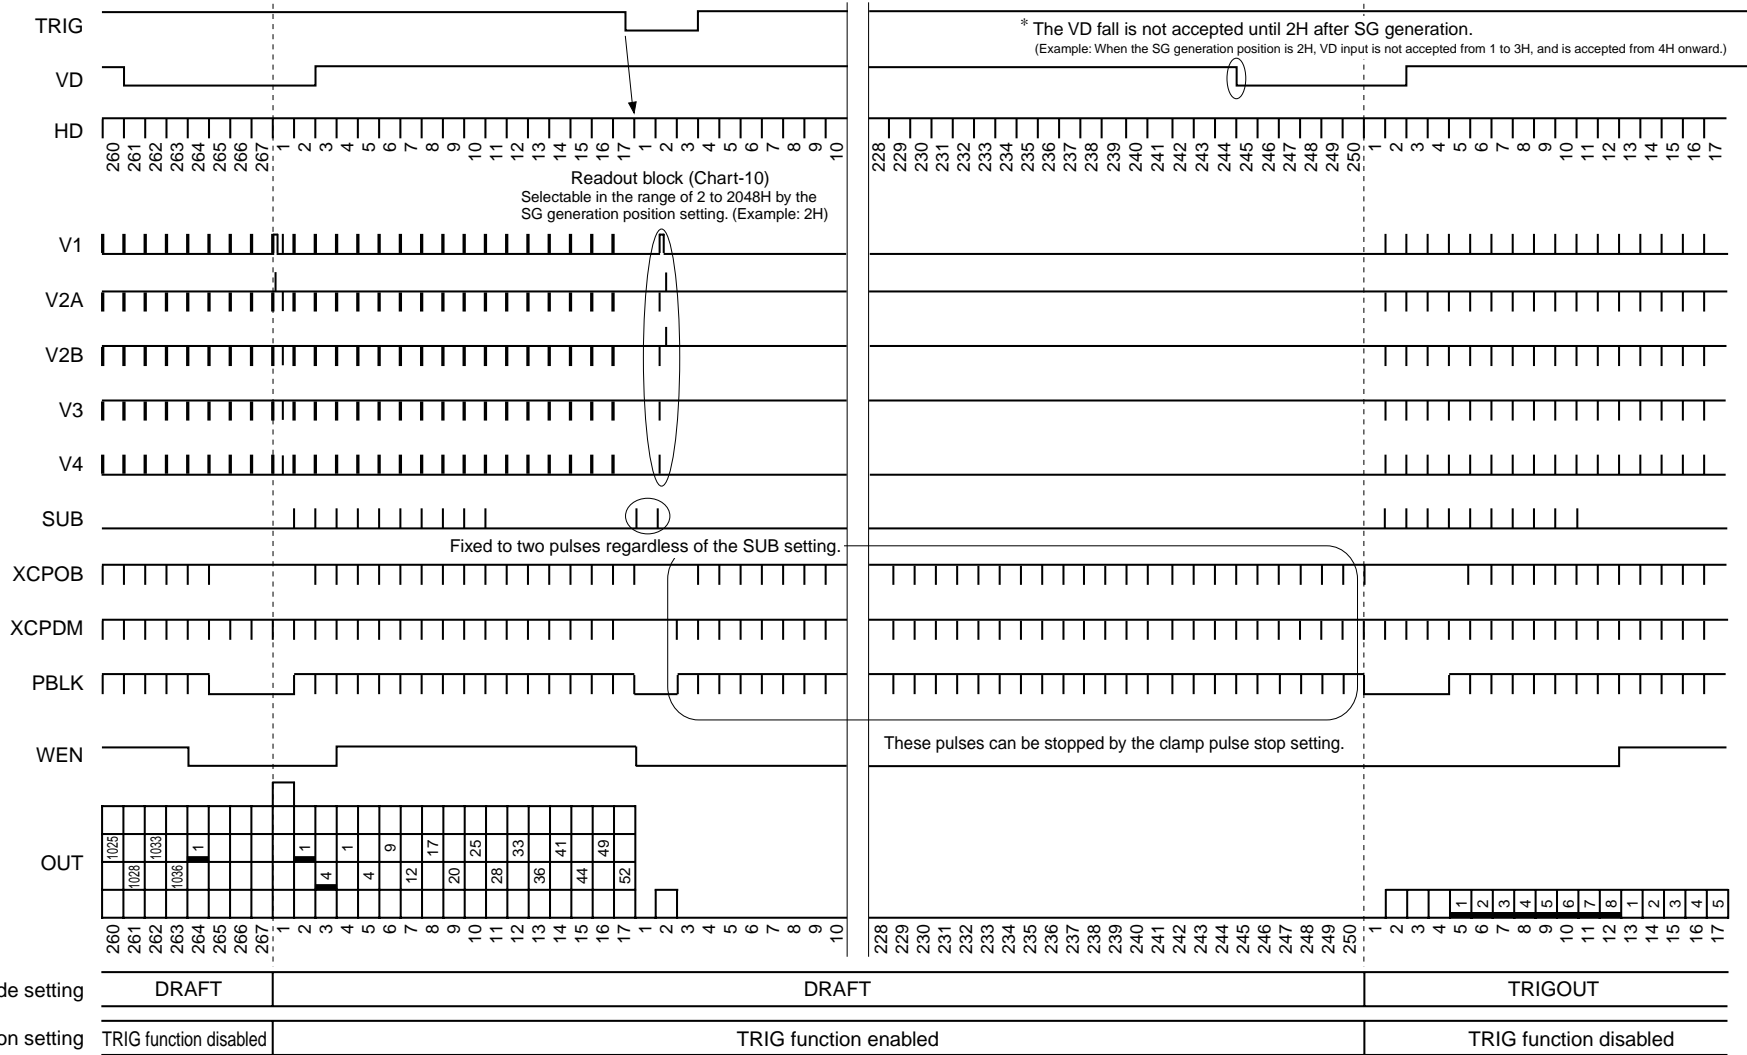 TRIG
* The VD fall is not accepted until 2H after SG generation.
(Example: When the SG generation position is 2H, VD input is not accepted from 1 to 3H, and is accepted from 4H onward.)
VD
HD
260 261 262 263 264 265 266 267 1 2 3 4 5 6 7 8 9 10 11 12 13 14 15 16 17 1 2 3 4 5 6 7 8 9 10 228 229 230 231 232 233 234 235 236 237 238 239 240 241 242 243 244 245 246 247 248 249 250 1 2 3 4 5 6 7 8 9 10 11 12 13 14 15 16 17
Readout block (Chart-10)
Selectable in the range of 2 to 2048H by the
SG generation position setting. (Example: 2H)
V1
V2A
V2B
V3
V4
SUB
Fixed to two pulses regardless of the SUB setting.
XCPOB
XCPDM
PBLK
WEN
These pulses can be stopped by the clamp pulse stop setting.
OUT
1025 1033 1 1 1 9 17 25 33 41 49
1028 1036 4 4 12 20 28 36 44 52
1 2 3 4 5 6 7 8 1 2 3 4 5
260 261 262 263 264 265 266 267 1 2 3 4 5 6 7 8 9 10 11 12 13 14 15 16 17 1 2 3 4 5 6 7 8 9 10 228 229 230 231 232 233 234 235 236 237 238 239 240 241 242 243 244 245 246 247 248 249 250 1 2 3 4 5 6 7 8 9 10 11 12 13 14 15 16 17
de setting DRAFT DRAFT TRIGOUT
on setting TRIG function disabled TRIG function enabled TRIG function disabled